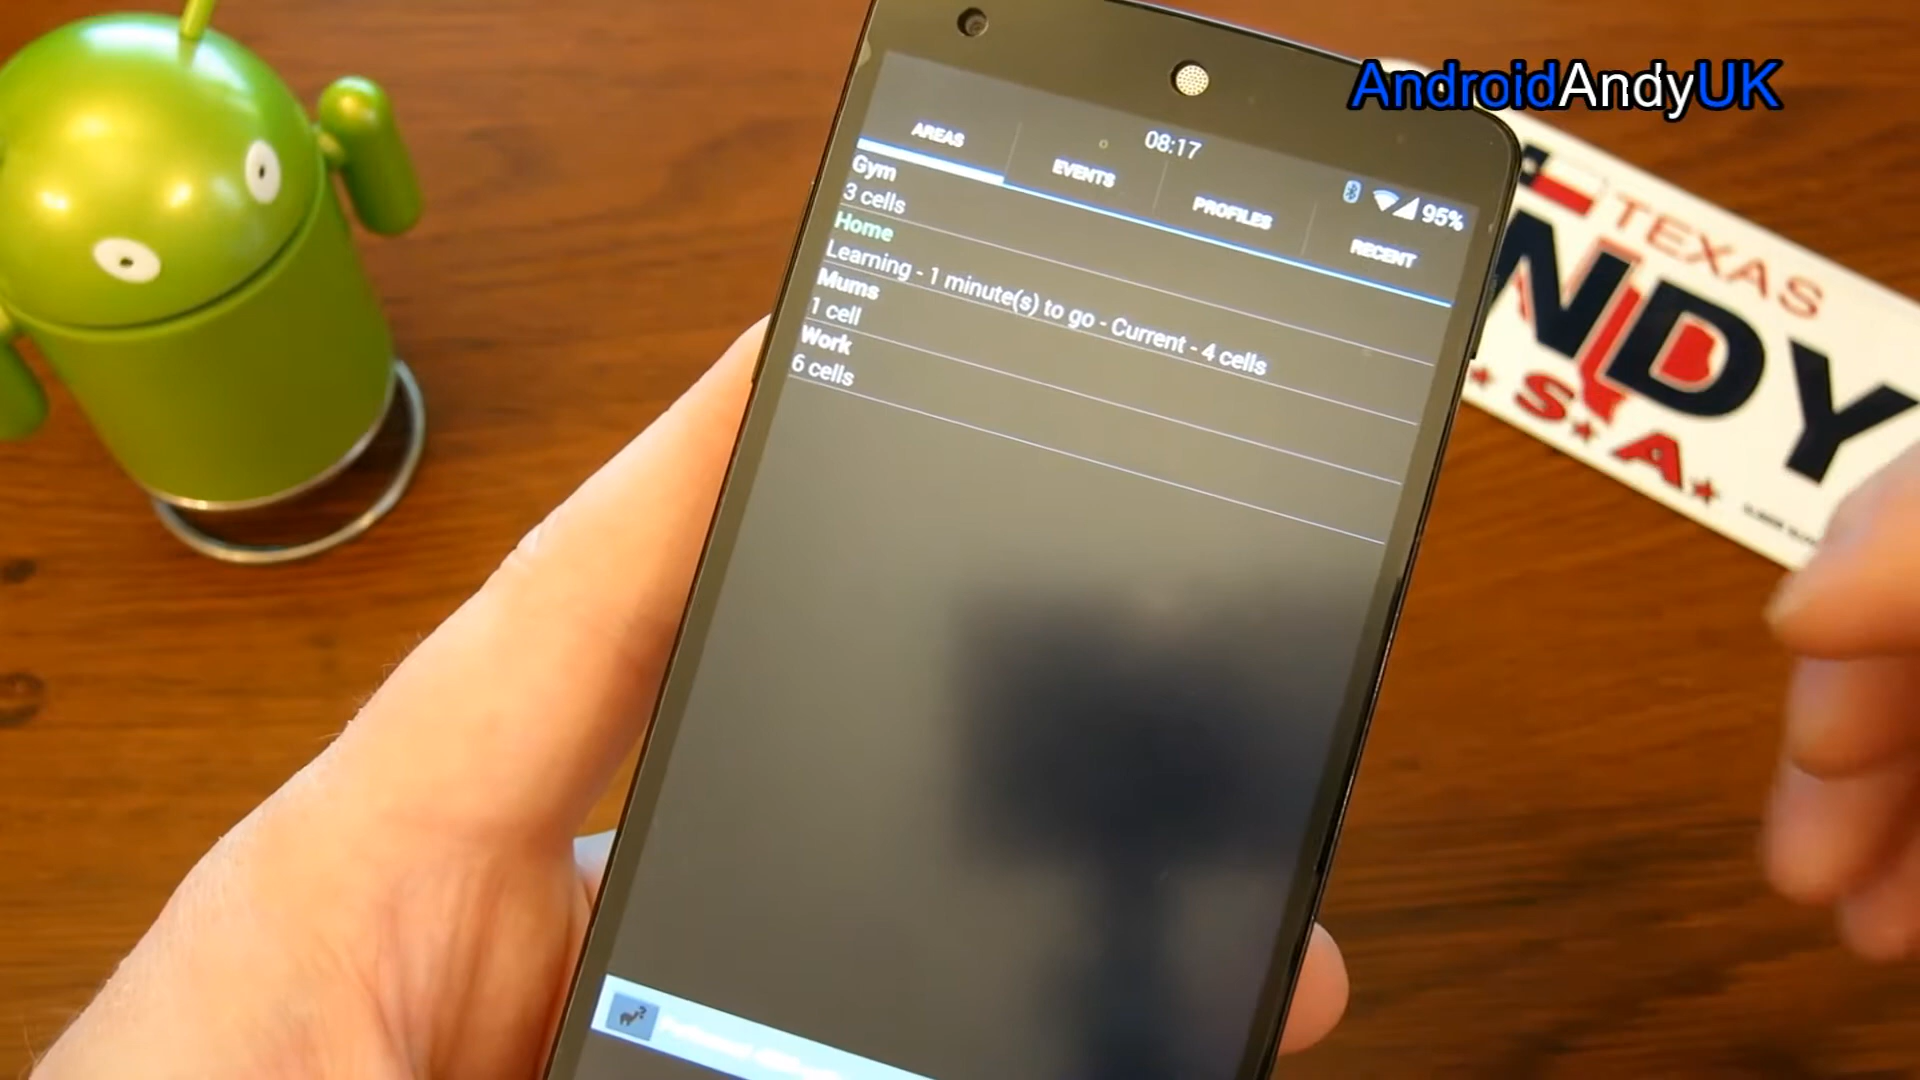 AndroidAndyUK
08:17
95%
AREAS
EVENTS
PROFILES
RECENT
Gym
3 cells
Home
Learning - 1 minute(s) to go - Current - 4 cells
Mums
1 cell
Work
6 cells
TEXAS
NDY
S. A.